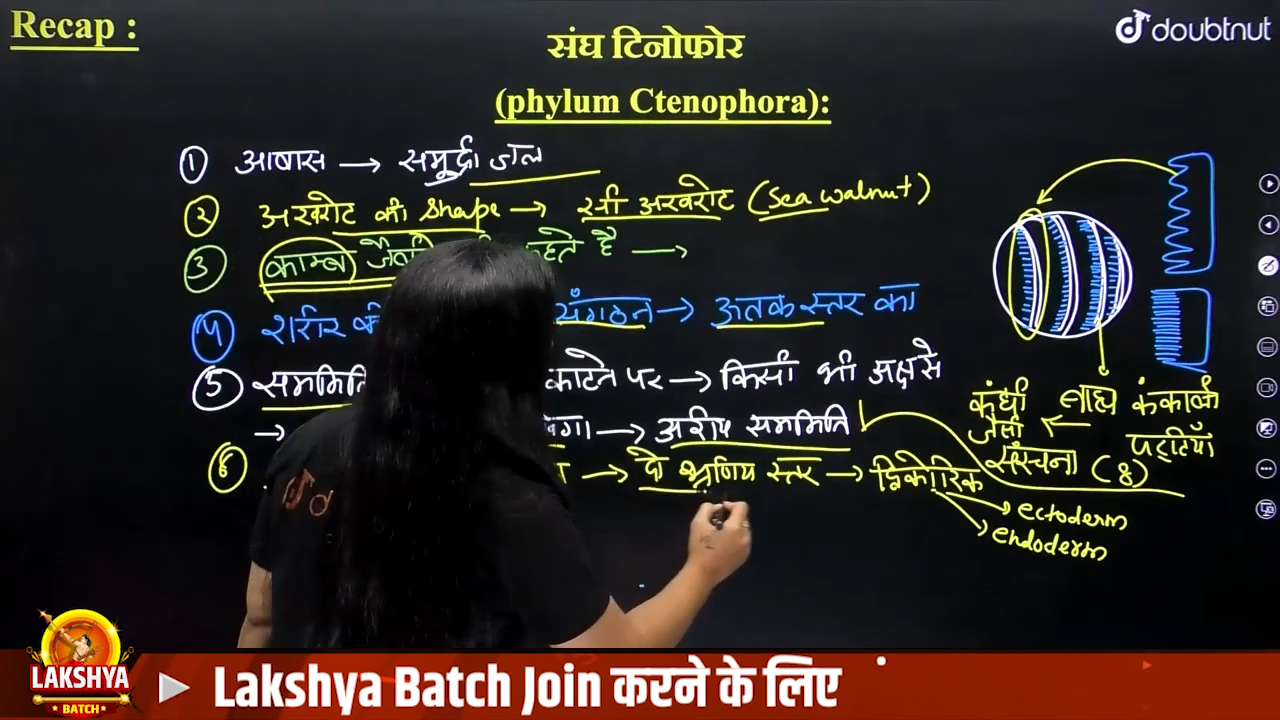 Recap :
doubtnut
संघ टिनोफोर
(phylum Ctenophora):
① आवास → समुद्री जल
② अखरोट की shape → समुद्री अखरोट (Sea walnut)
③ काम्ब जैली कहते है →
④ शरीर संगठन → ऊतक स्तर का
⑤ सममिति काटने पर → किसी भी अक्ष से
→ → अरीय सममिति
⑥ → दो भ्रूणीय स्तर → द्विकोरिक
→ ectoderm
→ endoderm
बाह्य कंकाली पट्टियाँ
कंघी जैसी संरचना (8)
LAKSHYA
BATCH
Lakshya Batch Join करने के लिए